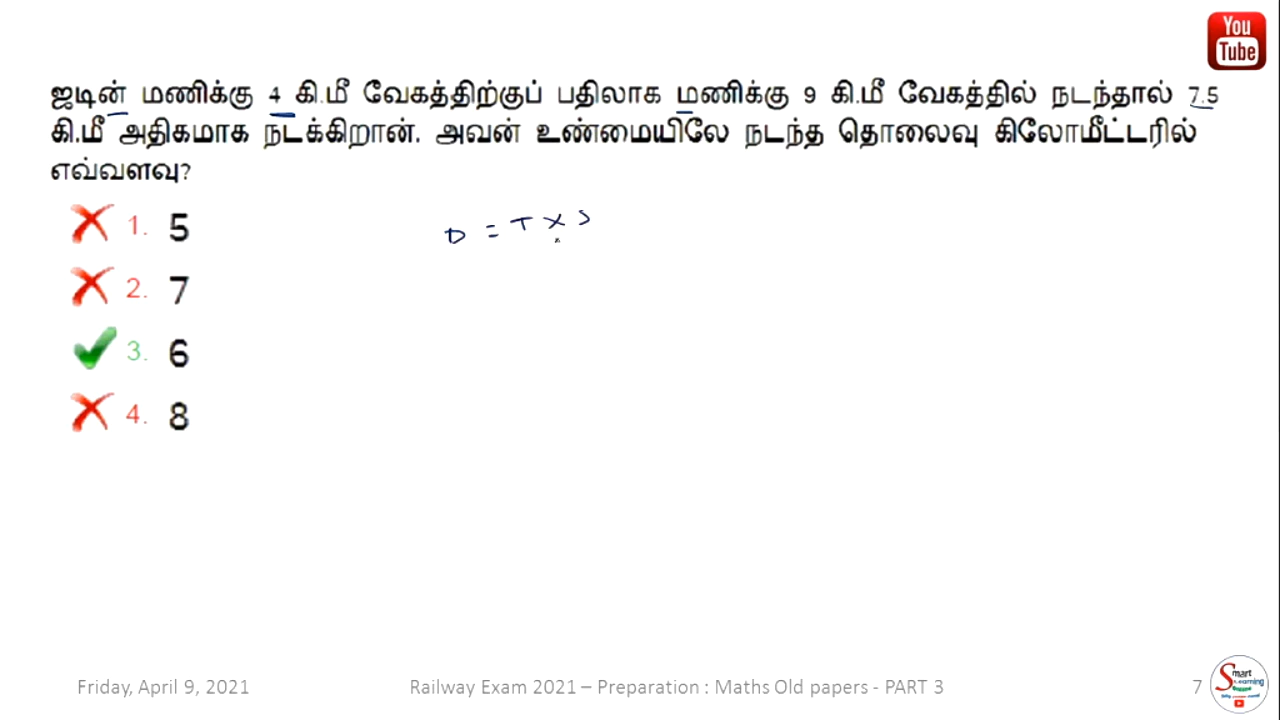 You
Tube
ஜடின் மணிக்கு 4 கி.மீ வேகத்திற்குப் பதிலாக மணிக்கு 9 கி.மீ வேகத்தில் நடந்தால் 7.5
கி.மீ அதிகமாக நடக்கிறான். அவன் உண்மையிலே நடந்த தொலைவு கிலோமீட்டரில்
எவ்வளவு?
1. 5
D = T X S
2. 7
3. 6
4. 8
Friday, April 9, 2021 Railway Exam 2021 – Preparation : Maths Old papers - PART 3 7
Smart
Learning